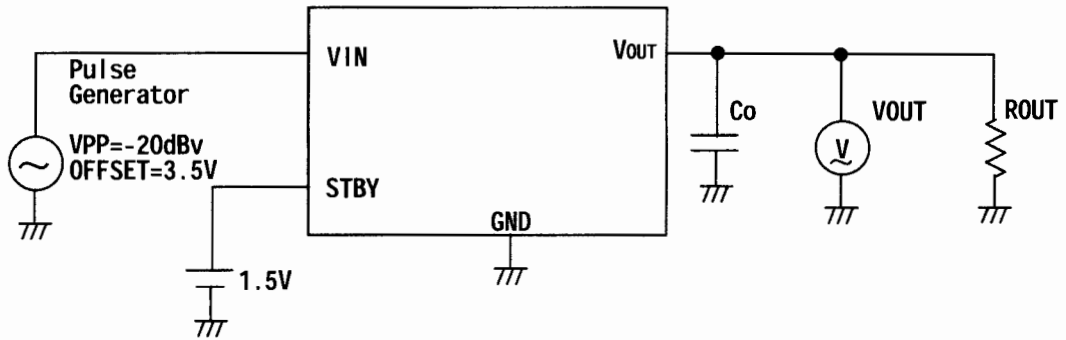 VIN
VOUT
Pulse
Generator
Co
VOUT
ROUT
VPP=-20dBv
V
OFFSET=3.5V
STBY
GND
1.5V